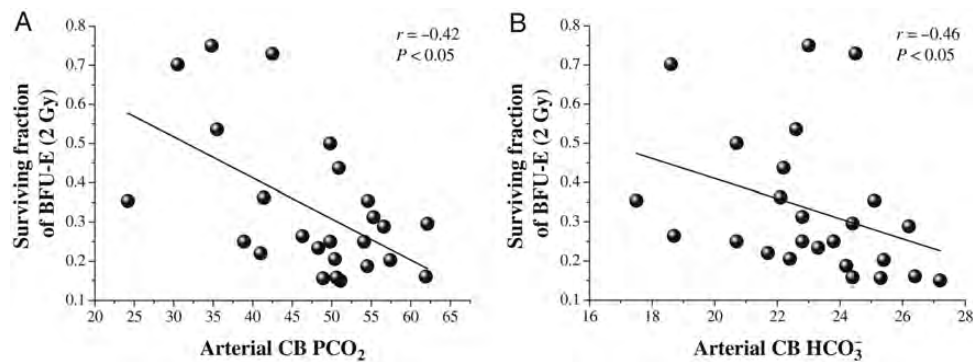 A
r = −0.42
P < 0.05
Surviving fraction
of BFU-E (2 Gy)
0.8
0.7
0.6
0.5
0.4
0.3
0.2
0.1
20 25 30 35 40 45 50 55 60 65
Arterial CB PCO₂
B
r = −0.46
P < 0.05
Surviving fraction
of BFU-E (2 Gy)
0.8
0.7
0.6
0.5
0.4
0.3
0.2
0.1
16 18 20 22 24 26 28
Arterial CB HCO₃⁻